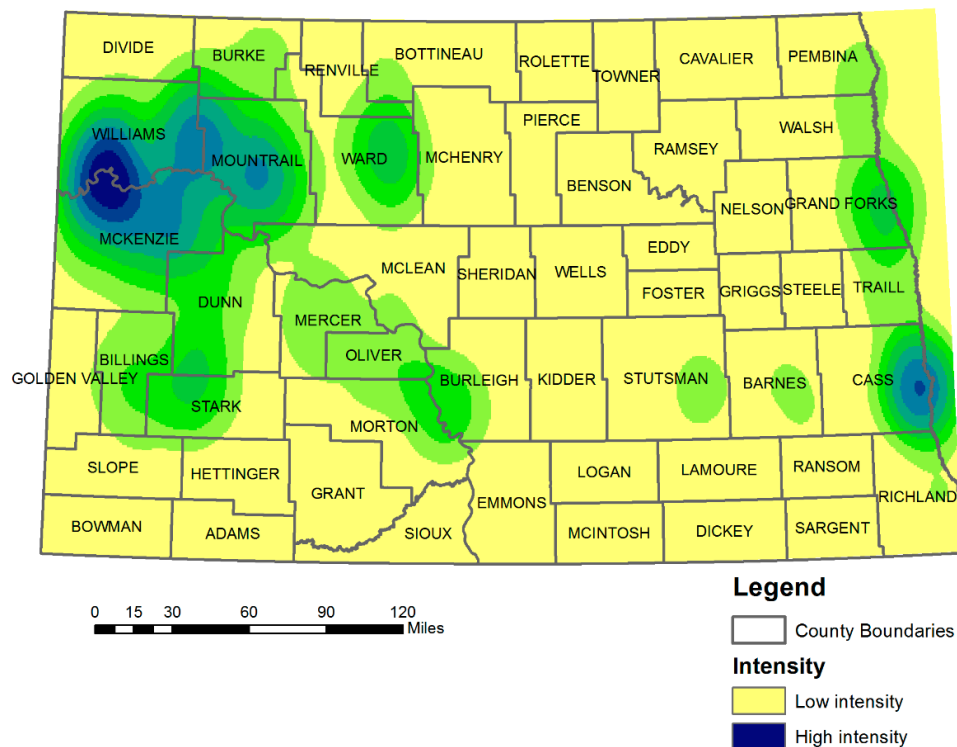 DIVIDE
BURKE
RENVILLE
BOTTINEAU
ROLETTE
TOWNER
CAVALIER
PEMBINA
WILLIAMS
MOUNTRAIL
WARD
MCHENRY
PIERCE
BENSON
RAMSEY
WALSH
NELSON
GRAND FORKS
MCKENZIE
DUNN
MCLEAN
SHERIDAN
WELLS
EDDY
FOSTER
GRIGGS
STEELE
TRAILL
MERCER
OLIVER
BILLINGS
GOLDEN VALLEY
STARK
MORTON
BURLEIGH
KIDDER
STUTSMAN
BARNES
CASS
SLOPE
HETTINGER
GRANT
EMMONS
LOGAN
LAMOURE
RANSOM
RICHLAND
BOWMAN
ADAMS
SIOUX
MCINTOSH
DICKEY
SARGENT
0 15 30 60 90 120
Miles
Legend
County Boundaries
Intensity
Low intensity
High intensity